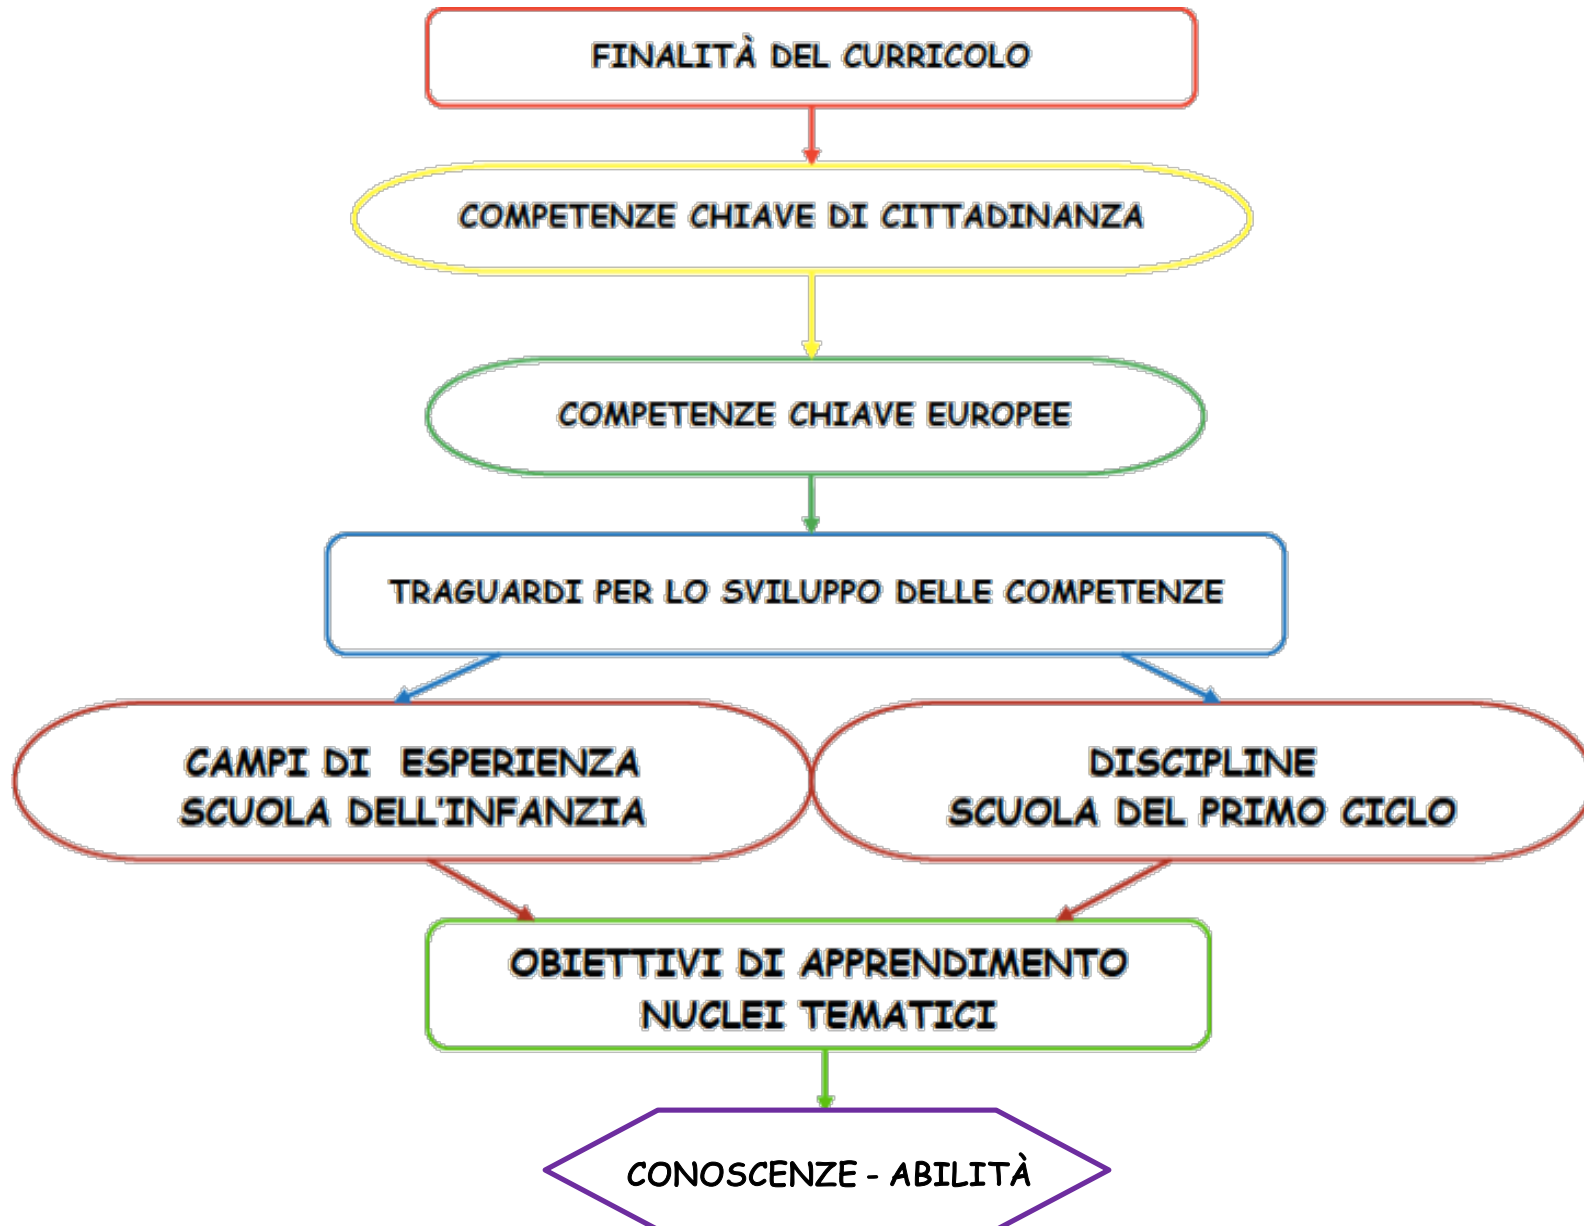 FINALITÀ DEL CURRICOLO
COMPETENZE CHIAVE DI CITTADINANZA
COMPETENZE CHIAVE EUROPEE
TRAGUARDI PER LO SVILUPPO DELLE COMPETENZE
CAMPI DI ESPERIENZA
SCUOLA DELL'INFANZIA
DISCIPLINE
SCUOLA DEL PRIMO CICLO
OBIETTIVI DI APPRENDIMENTO
NUCLEI TEMATICI
CONOSCENZE - ABILITÀ